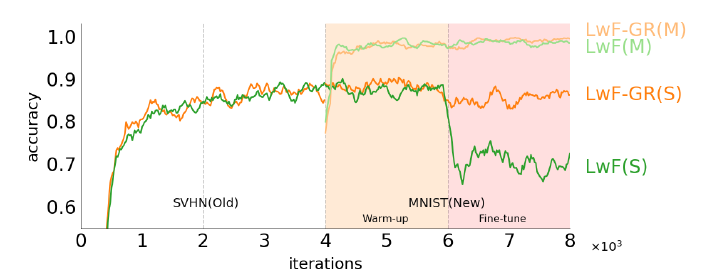 LwF-GR(M)
LwF(M)
LwF-GR(S)
LwF(S)
accuracy
1.0
0.9
0.8
0.7
0.6
SVHN(Old)
MNIST(New)
Warm-up
Fine-tune
0 1 2 3 4 5 6 7 8
×10³
iterations